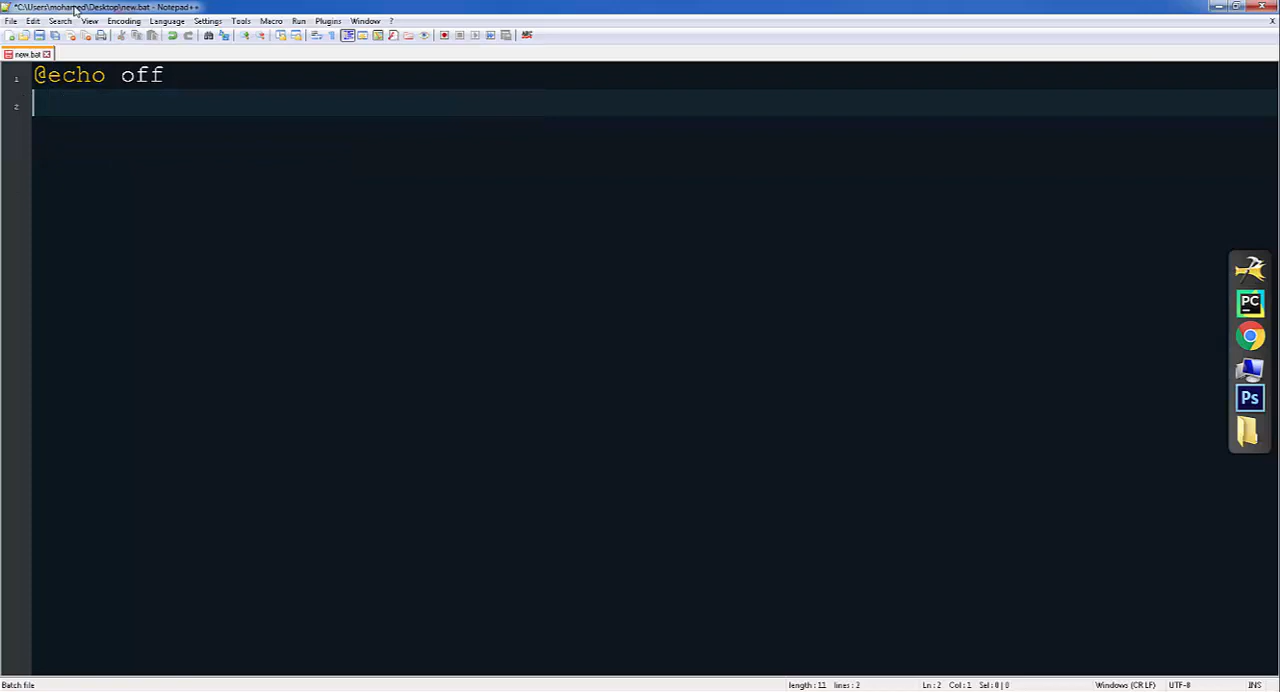 *C:\Users\mohamed\Desktop\new.bat - Notepad++
File Edit Search View Encoding Language Settings Tools Macro Run Plugins Window ?
X
new.bat
1 @echo off
2
PC
Ps
Batch file length : 11 lines : 2 Ln : 2 Col : 1 Sel : 0 | 0 Windows (CR LF) UTF-8 INS